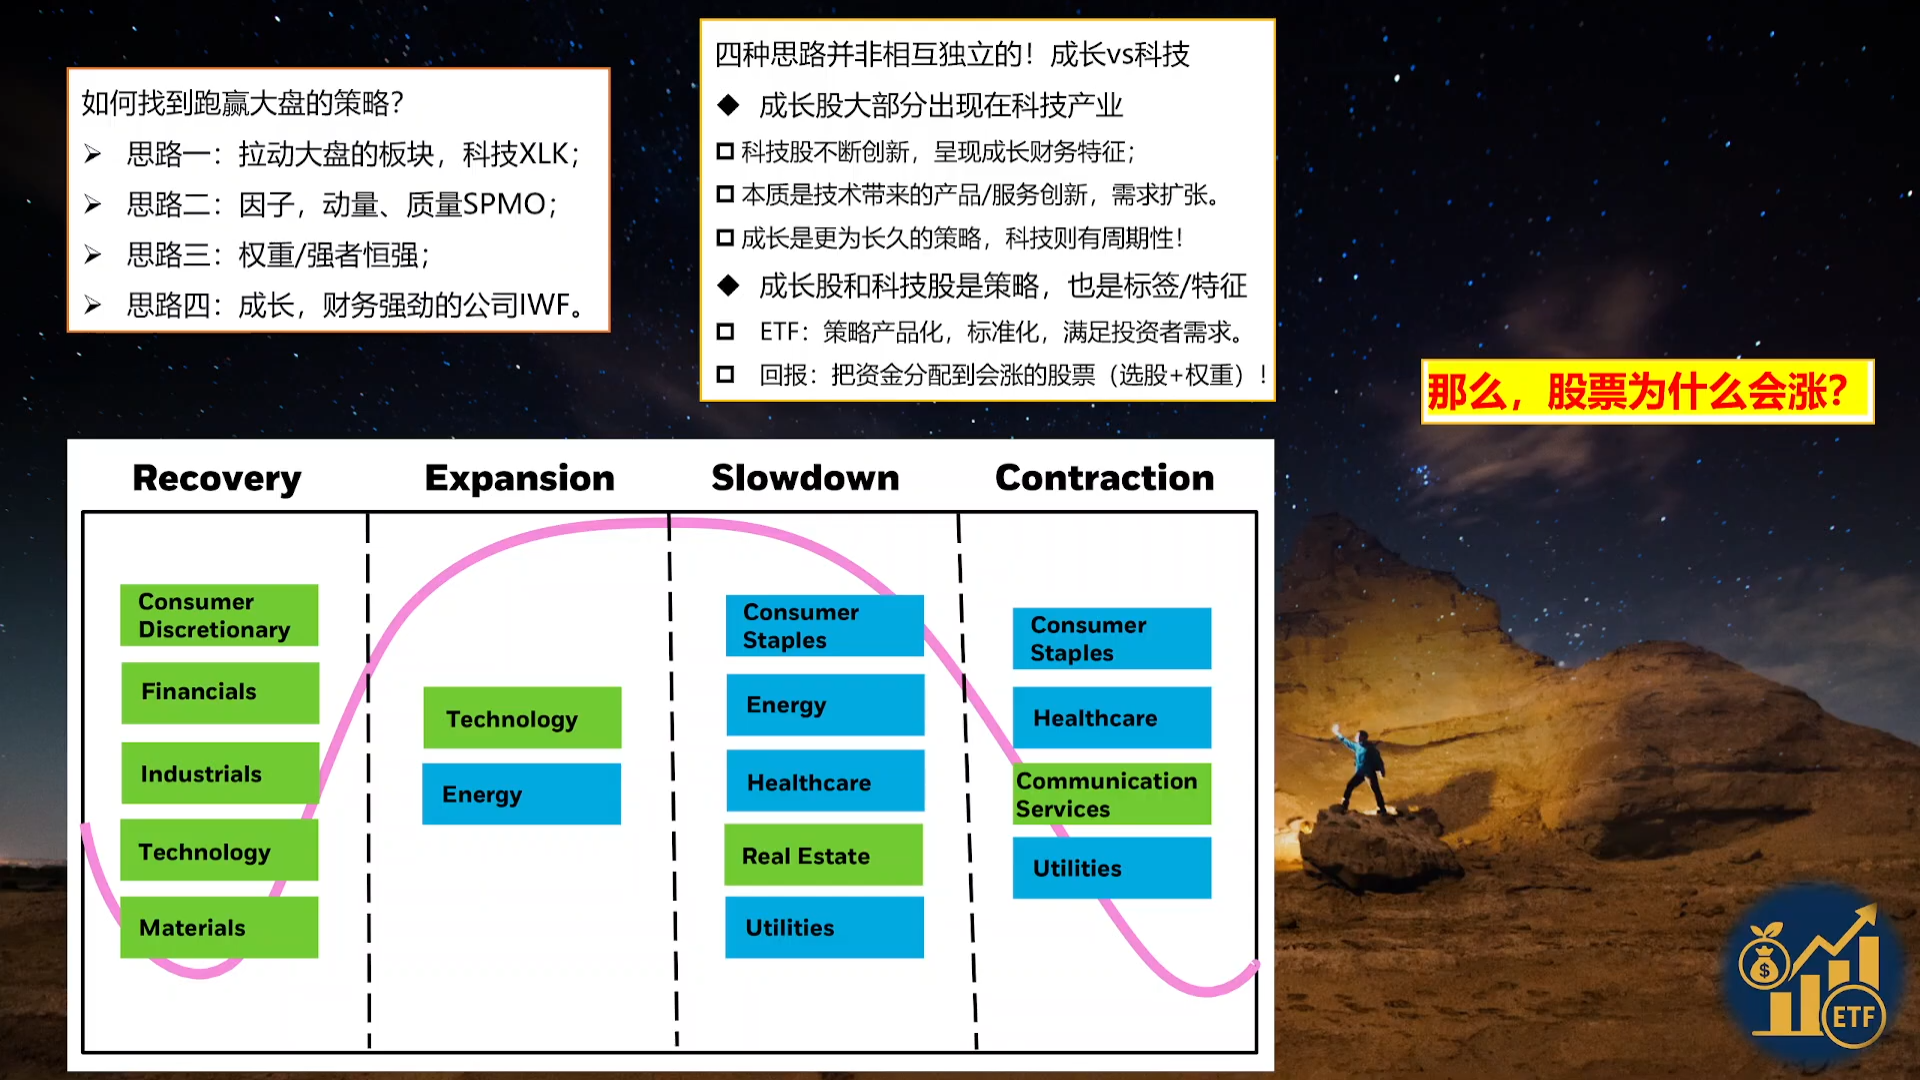 如何找到跑赢大盘的策略？
思路一：拉动大盘的板块，科技XLK；
思路二：因子，动量、质量SPMO；
思路三：权重/强者恒强；
思路四：成长，财务强劲的公司IWF。
四种思路并非相互独立的！成长vs科技
成长股大部分出现在科技产业
科技股不断创新，呈现成长财务特征；
本质是技术带来的产品/服务创新，需求扩张。
成长是更为长久的策略，科技则有周期性！
成长股和科技股是策略，也是标签/特征
ETF：策略产品化，标准化，满足投资者需求。
回报：把资金分配到会涨的股票（选股+权重）！
那么，股票为什么会涨？
Recovery
Consumer
Discretionary
Financials
Industrials
Technology
Materials
Expansion
Technology
Energy
Slowdown
Consumer
Staples
Energy
Healthcare
Real Estate
Utilities
Contraction
Consumer
Staples
Healthcare
Communication
Services
Utilities
$
ETF